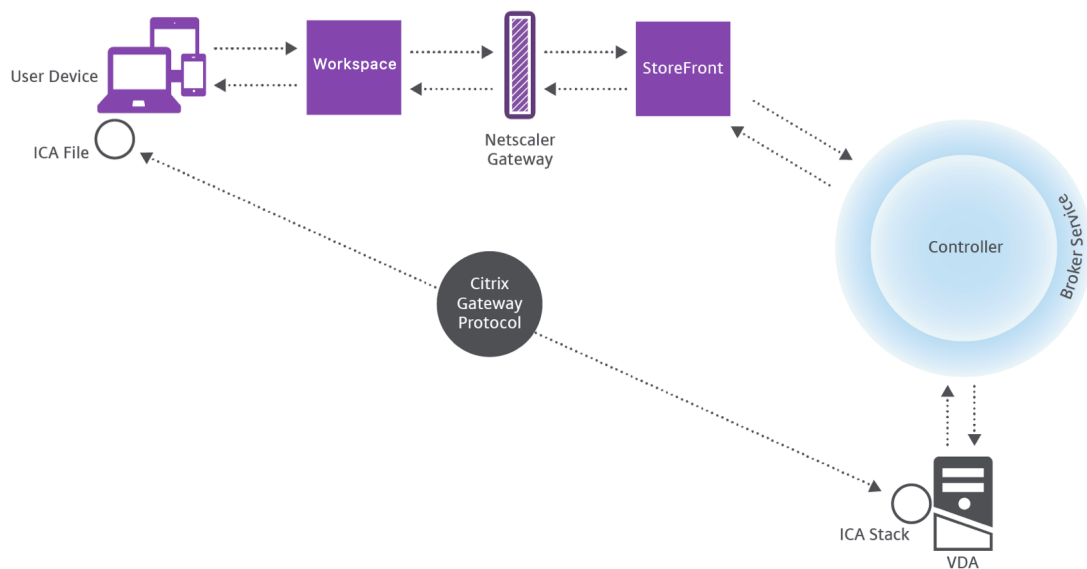 User Device
Workspace
StoreFront
Netscaler
Gateway
ICA File
Broker Service
Controller
Citrix
Gateway
Protocol
ICA Stack
VDA